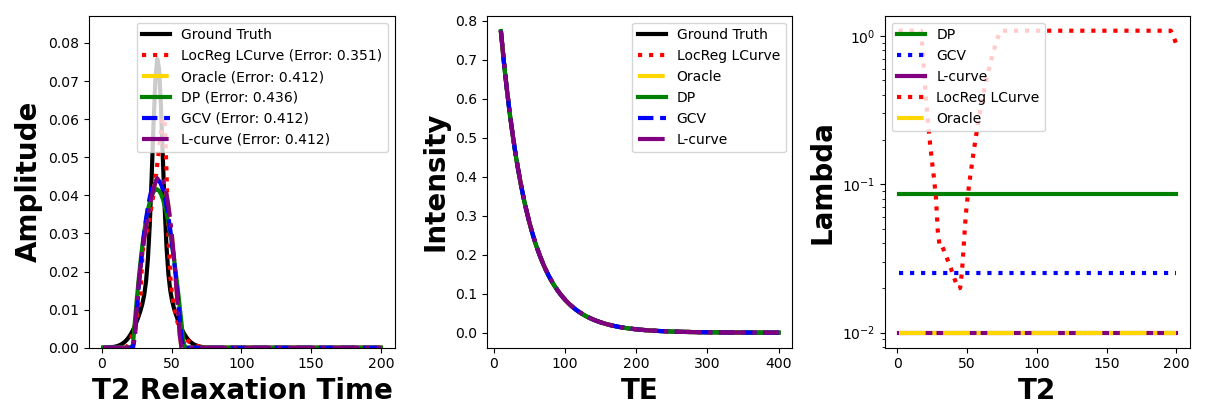 Amplitude
0.08
0.07
0.06
0.05
0.04
0.03
0.02
0.01
0.00
0 50 100 150 200
T2 Relaxation Time
Ground Truth
LocReg LCurve (Error: 0.351)
Oracle (Error: 0.412)
DP (Error: 0.436)
GCV (Error: 0.412)
L-curve (Error: 0.412)
Intensity
0.8
0.7
0.6
0.5
0.4
0.3
0.2
0.1
0.0
0 100 200 300 400
TE
Ground Truth
LocReg LCurve
Oracle
DP
GCV
L-curve
Lambda
10⁰
10⁻¹
10⁻²
0 50 100 150 200
T2
DP
GCV
L-curve
LocReg LCurve
Oracle